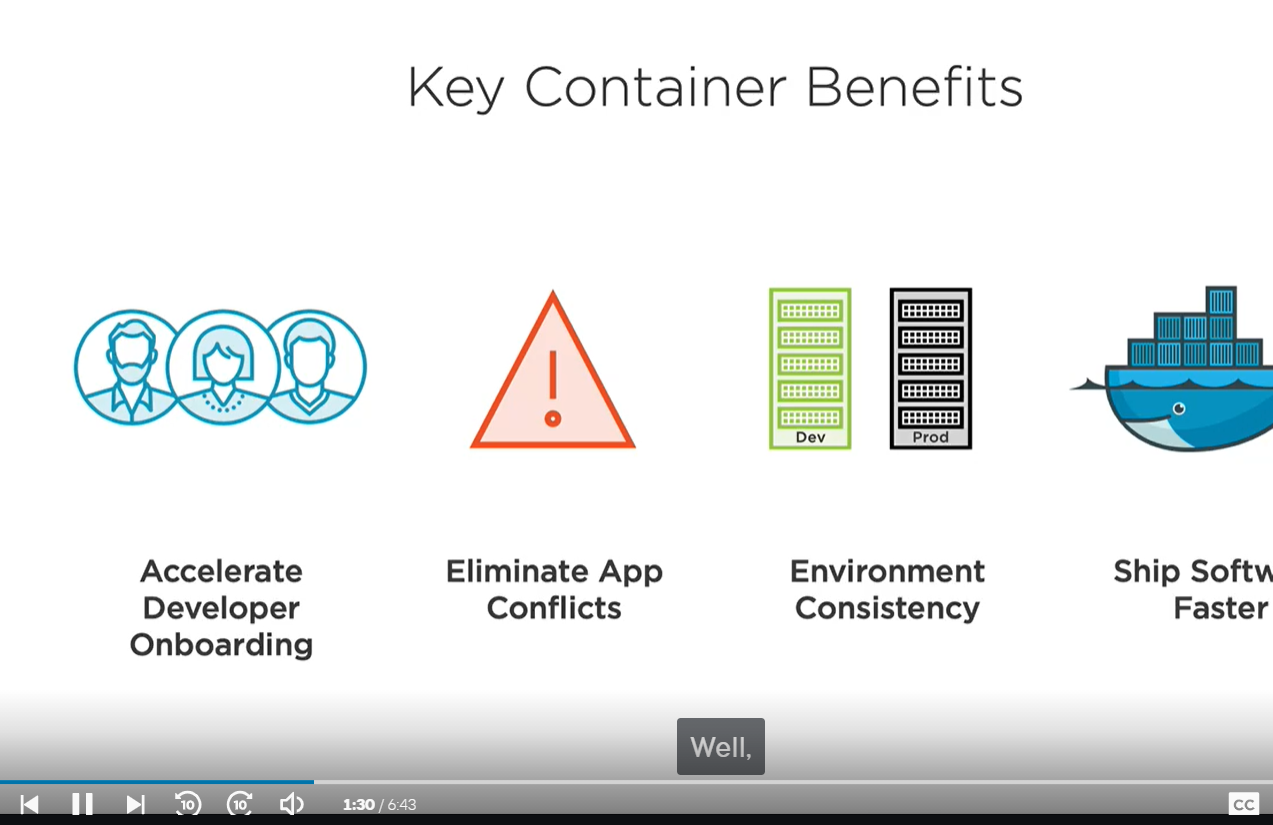 Key Container Benefits
Dev
Prod
Accelerate
Developer
Onboarding
Eliminate App
Conflicts
Environment
Consistency
Ship Softw
Faster
Well,
10
10
1:30 / 6:43
CC